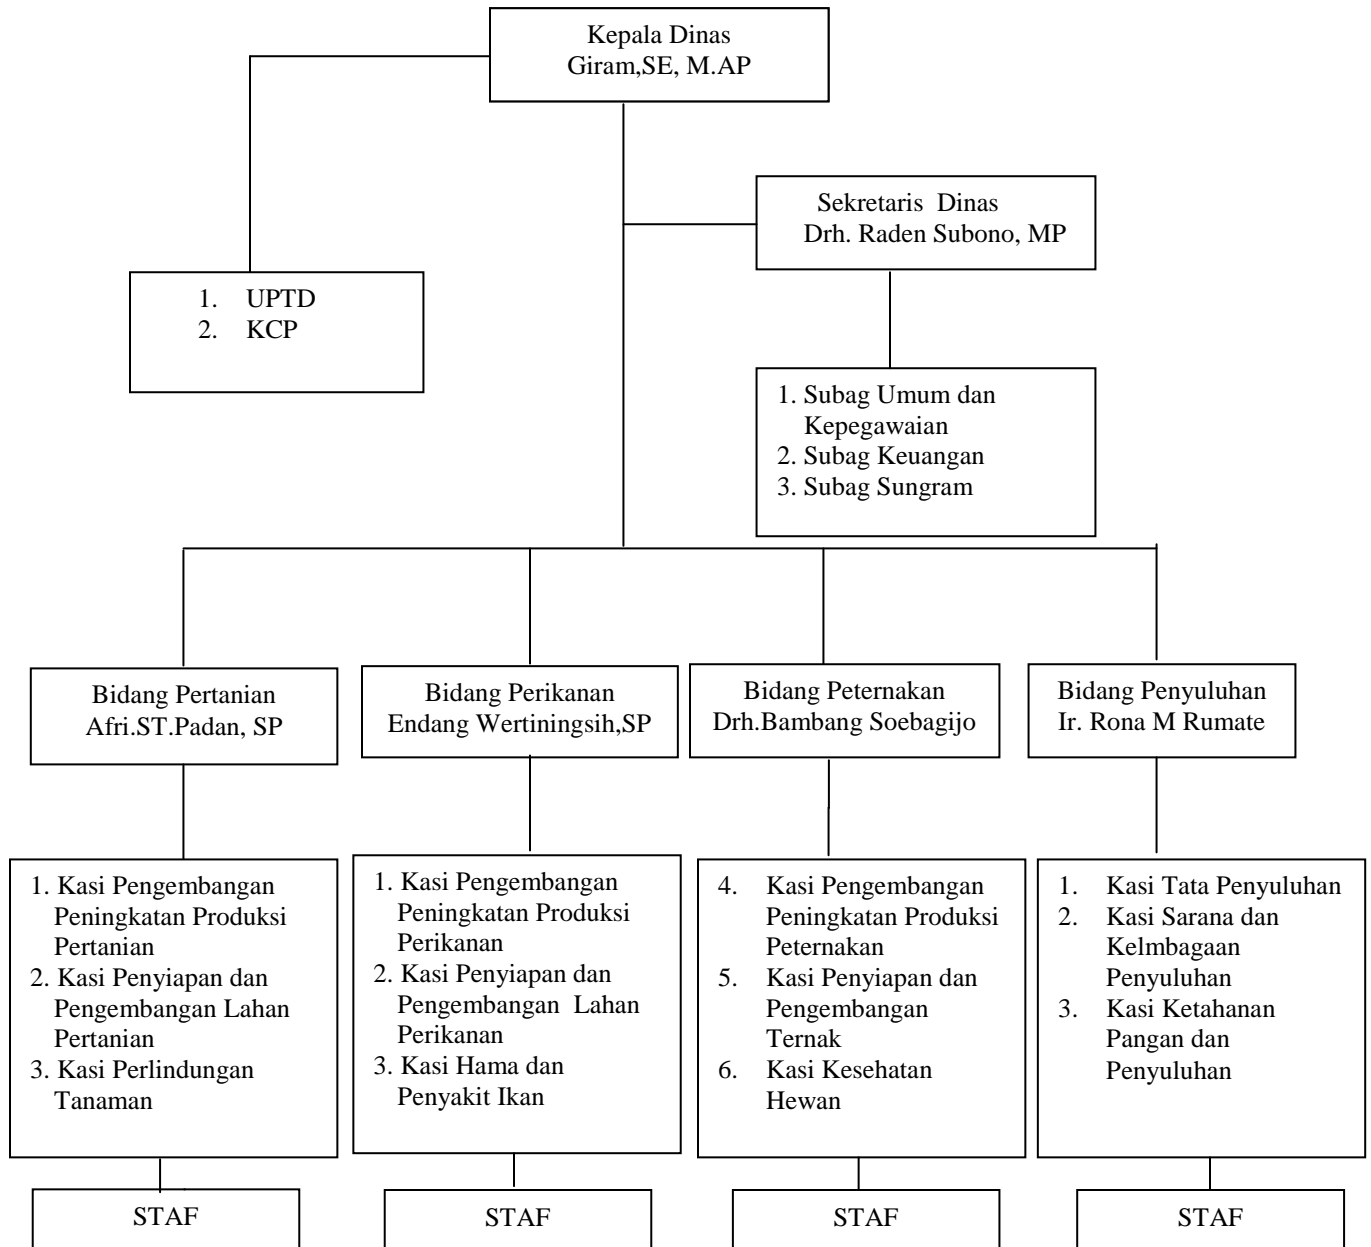 Kepala Dinas
Giram,SE, M.AP
Sekretaris Dinas
Drh. Raden Subono, MP
1. UPTD
2. KCP
1. Subag Umum dan
Kepegawaian
2. Subag Keuangan
3. Subag Sungram
Bidang Pertanian
Afri.ST.Padan, SP
Bidang Perikanan
Endang Wertiningsih,SP
Bidang Peternakan
Drh.Bambang Soebagijo
Bidang Penyuluhan
Ir. Rona M Rumate
1. Kasi Pengembangan
Peningkatan Produksi
Pertanian
2. Kasi Penyiapan dan
Pengembangan Lahan
Pertanian
3. Kasi Perlindungan
Tanaman
1. Kasi Pengembangan
Peningkatan Produksi
Perikanan
2. Kasi Penyiapan dan
Pengembangan Lahan
Perikanan
3. Kasi Hama dan
Penyakit Ikan
4. Kasi Pengembangan
Peningkatan Produksi
Peternakan
5. Kasi Penyiapan dan
Pengembangan
Ternak
6. Kasi Kesehatan
Hewan
1. Kasi Tata Penyuluhan
2. Kasi Sarana dan
Kelmbagaan
Penyuluhan
3. Kasi Ketahanan
Pangan dan
Penyuluhan
STAF
STAF
STAF
STAF